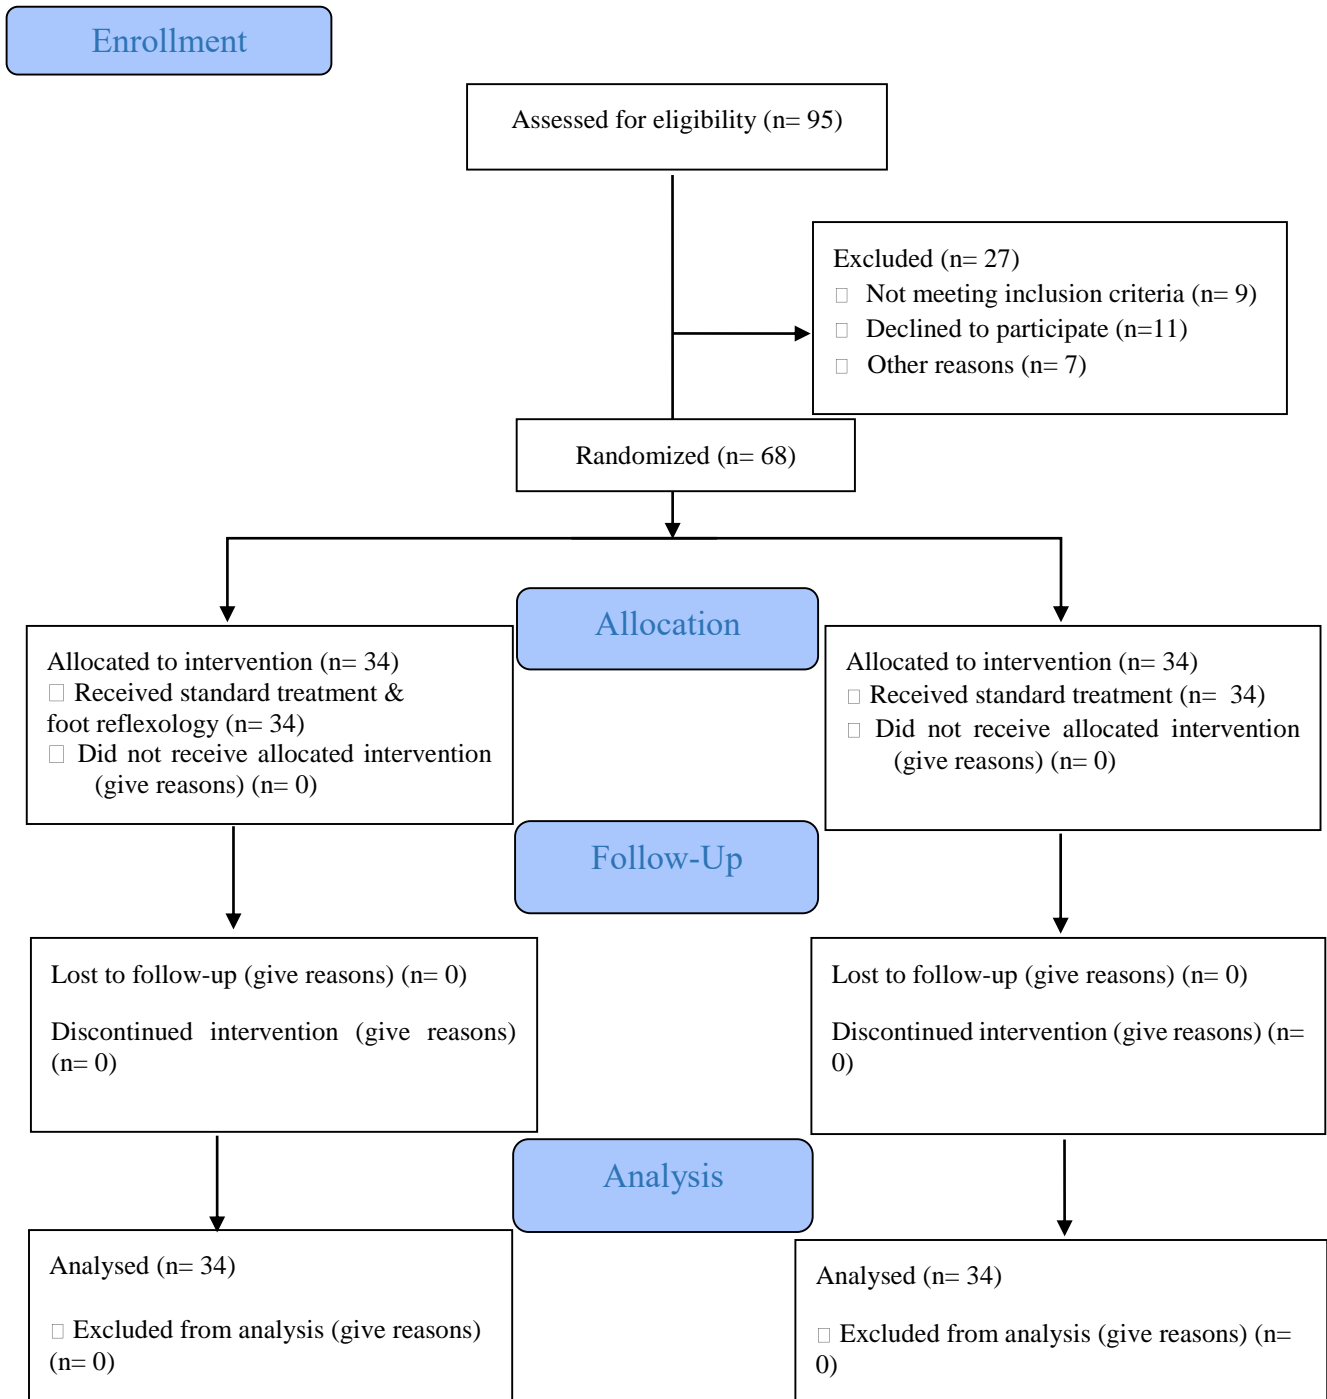 Enrollment
Assessed for eligibility (n= 95)
Excluded (n= 27)
□ Not meeting inclusion criteria (n= 9)
□ Declined to participate (n=11)
□ Other reasons (n= 7)
Randomized (n= 68)
Allocation
Allocated to intervention (n= 34)
□ Received standard treatment &
foot reflexology (n= 34)
□ Did not receive allocated intervention
(give reasons) (n= 0)
Allocated to intervention (n= 34)
□ Received standard treatment (n= 34)
□ Did not receive allocated intervention
(give reasons) (n= 0)
Follow-Up
Lost to follow-up (give reasons) (n= 0)
Discontinued intervention (give reasons)
(n= 0)
Lost to follow-up (give reasons) (n= 0)
Discontinued intervention (give reasons) (n=
0)
Analysis
Analysed (n= 34)
□ Excluded from analysis (give reasons)
(n= 0)
Analysed (n= 34)
□ Excluded from analysis (give reasons) (n=
0)